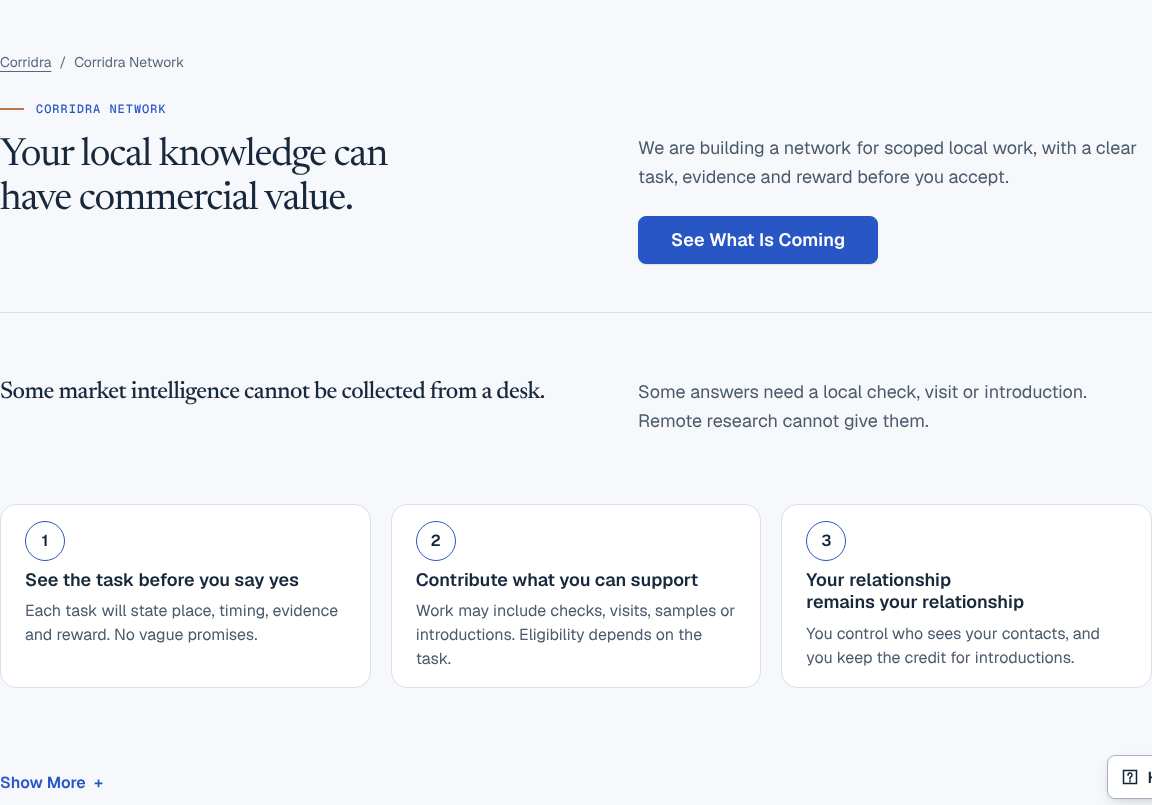 Corridra / Corridra Network
CORRIDRA NETWORK
Your local knowledge can
have commercial value.
We are building a network for scoped local work, with a clear
task, evidence and reward before you accept.
See What Is Coming
Some market intelligence cannot be collected from a desk.
Some answers need a local check, visit or introduction.
Remote research cannot give them.
1
See the task before you say yes
Each task will state place, timing, evidence
and reward. No vague promises.
2
Contribute what you can support
Work may include checks, visits, samples or
introductions. Eligibility depends on the
task.
3
Your relationship
remains your relationship
You control who sees your contacts, and
you keep the credit for introductions.
Show More +